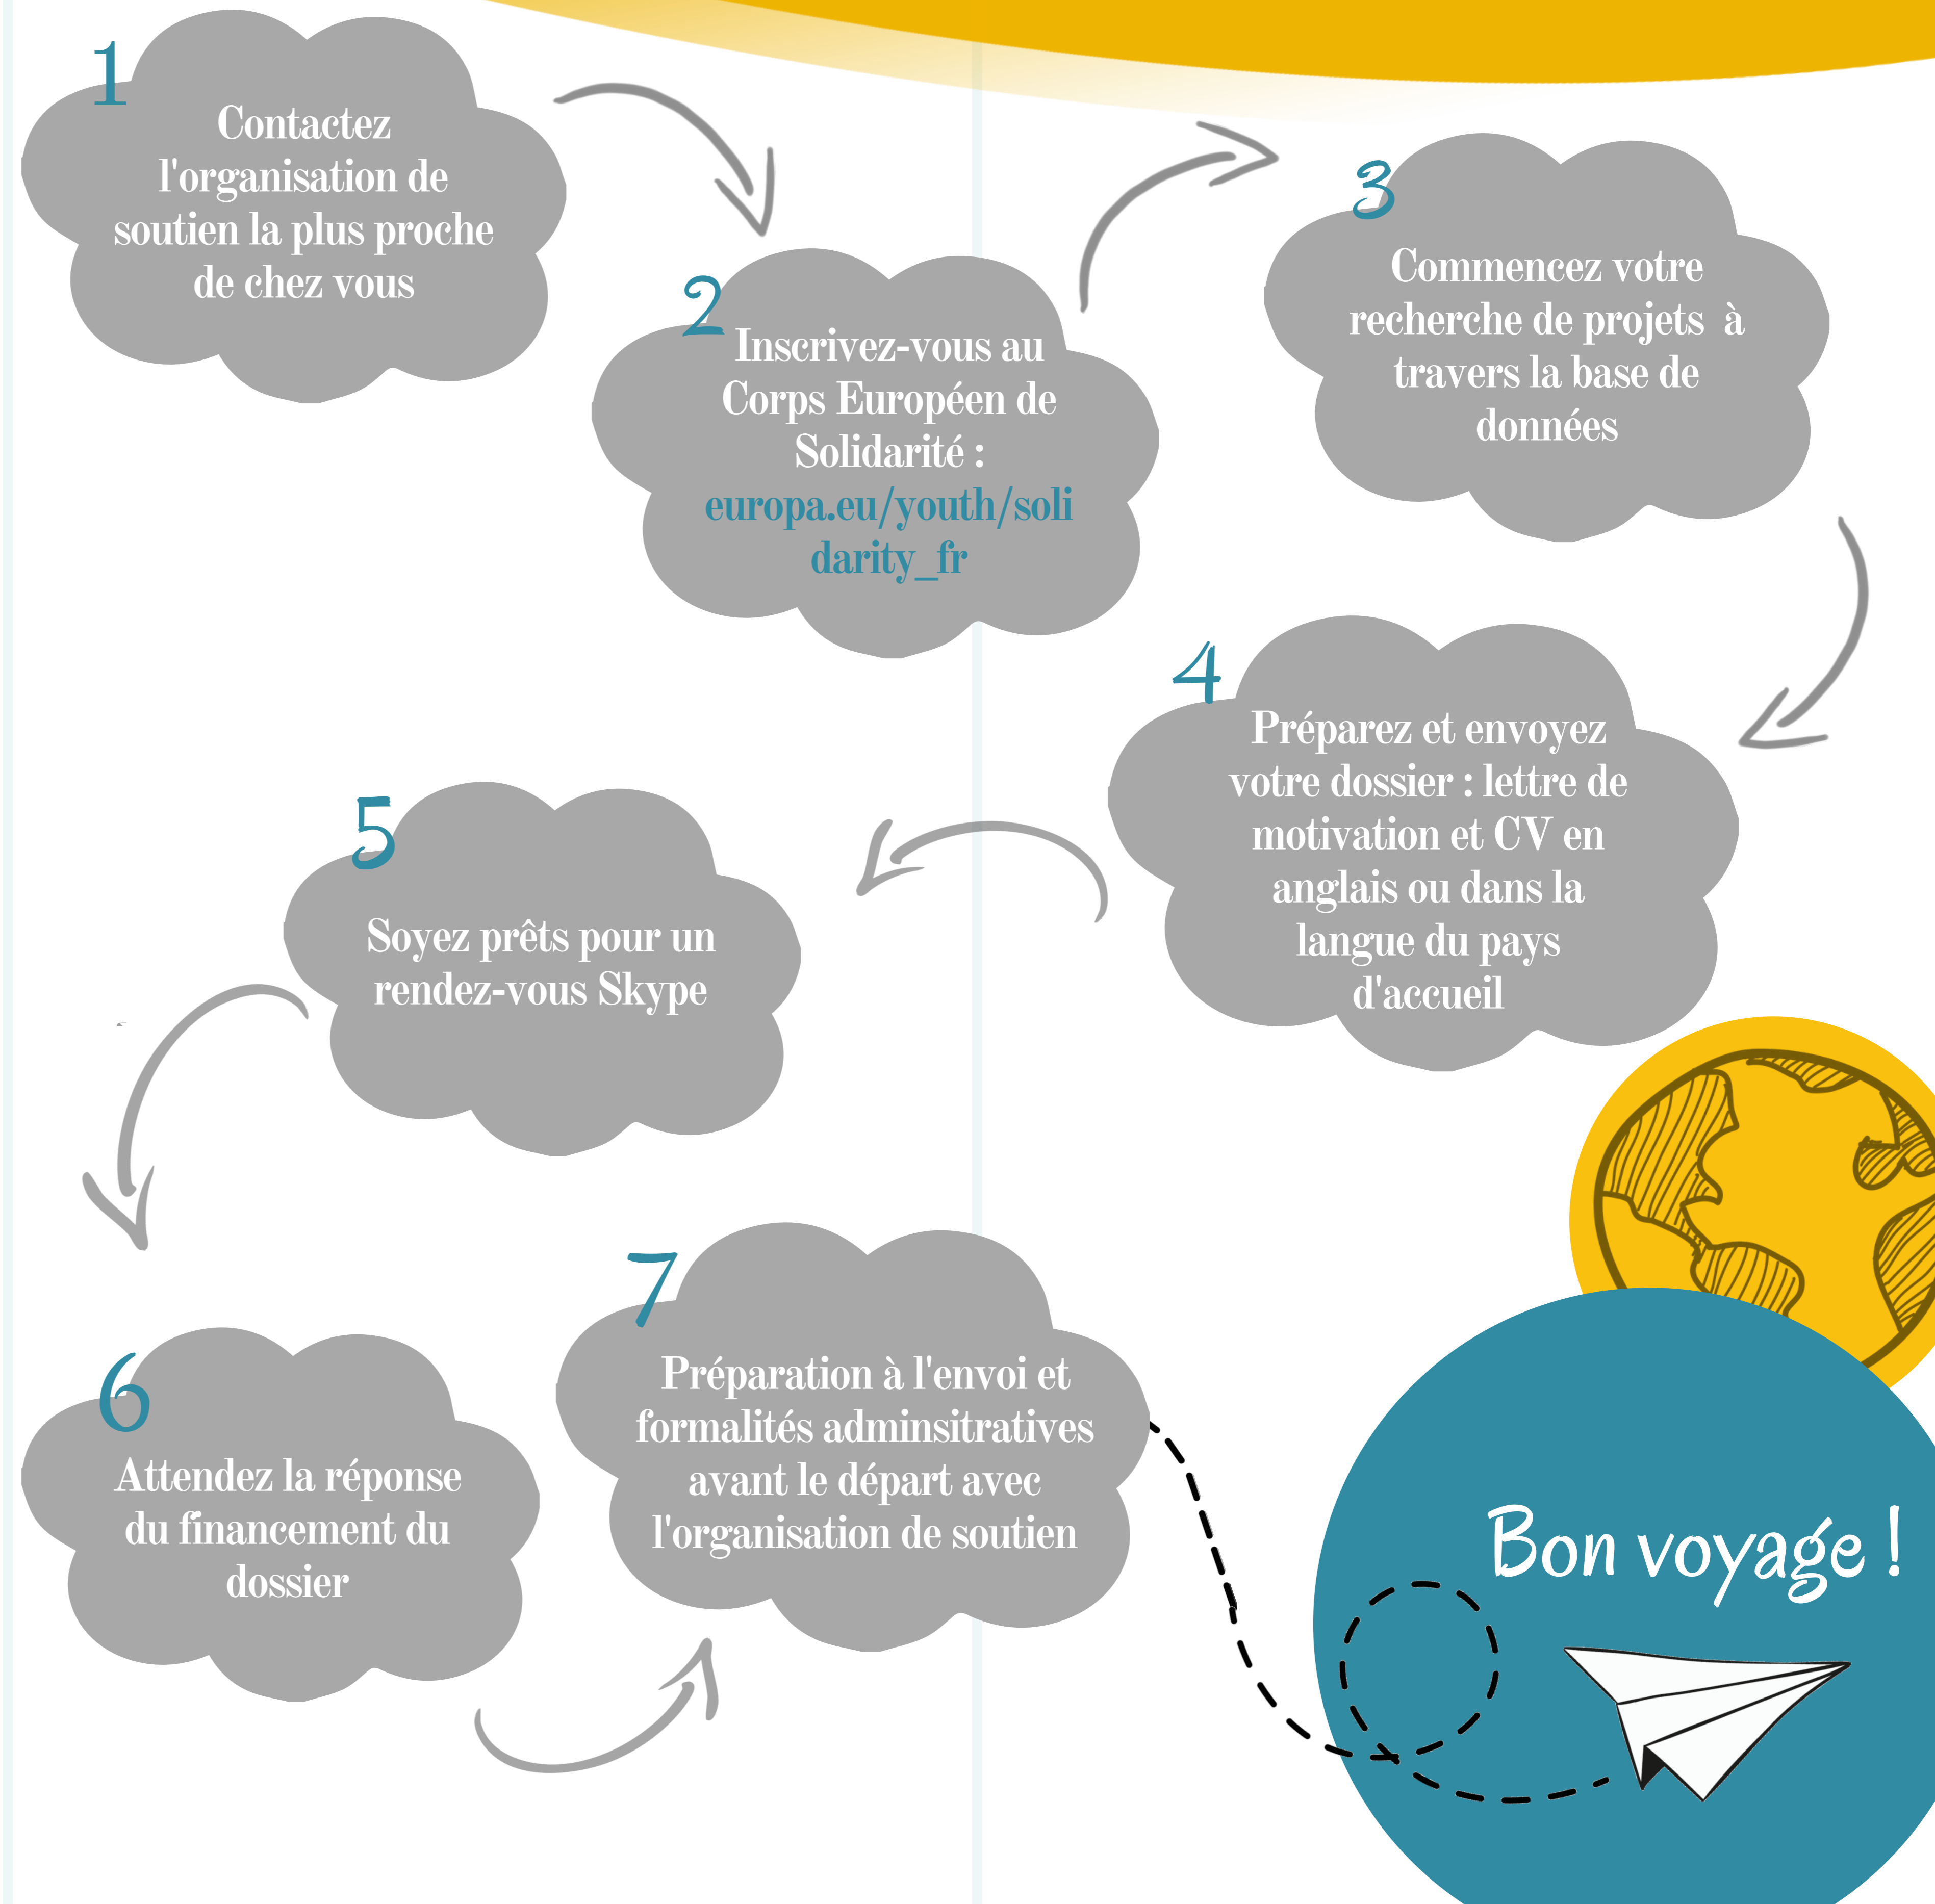 1
Contactez
l'organisation de
soutien la plus proche
de chez vous
2
Inscrivez-vous au
Corps Européen de
Solidarité :
europa.eu/youth/soli
darity_fr
3
Commencez votre
recherche de projets à
travers la base de
données
4
Préparez et envoyez
votre dossier : lettre de
motivation et CV en
anglais ou dans la
langue du pays
d'accueil
5
Soyez prêts pour un
rendez-vous Skype
6
Attendez la réponse
du financement du
dossier
7
Préparation à l'envoi et
formalités adminsitratives
avant le départ avec
l'organisation de soutien
Bon voyage !